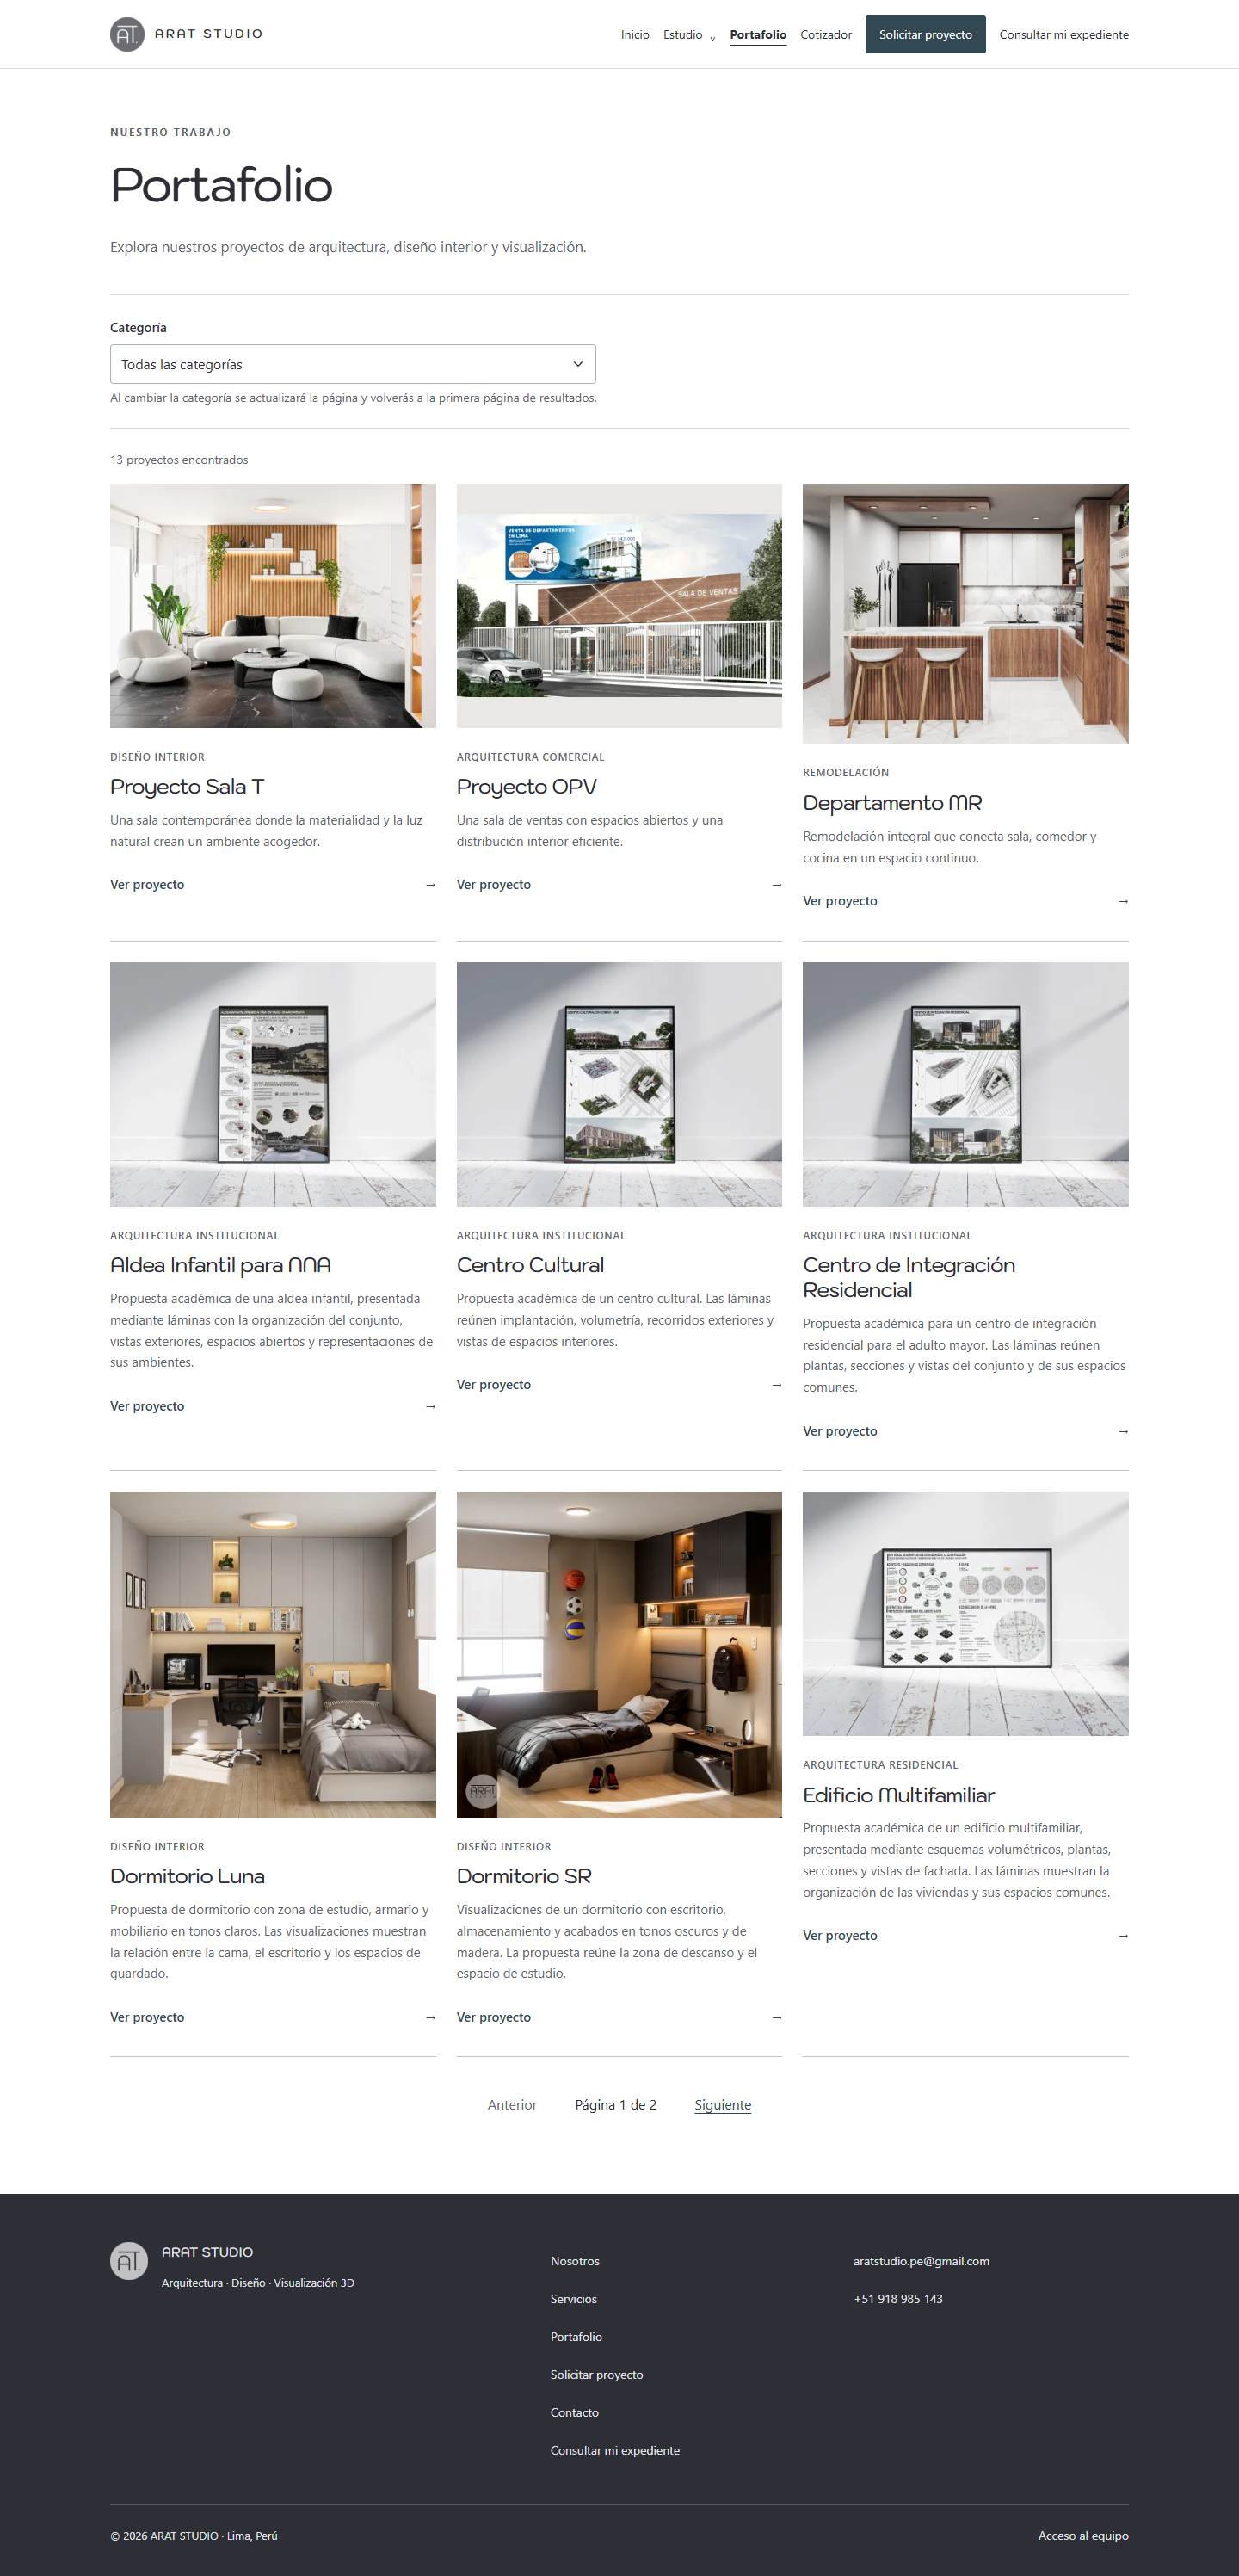 AT.
ARAT STUDIO
Inicio
Estudio v
Portafolio
Cotizador
Solicitar proyecto
Consultar mi expediente
NUESTRO TRABAJO
Portafolio
Explora nuestros proyectos de arquitectura, diseño interior y visualización.
Categoría
Todas las categorías
Al cambiar la categoría se actualizará la página y volverás a la primera página de resultados.
13 proyectos encontrados
VENTA DE DEPARTAMENTOS
EN LIMA
SALA DE VENTAS
DISEÑO INTERIOR
Proyecto Sala T
Una sala contemporánea donde la materialidad y la luz
natural crean un ambiente acogedor.
Ver proyecto →
ARQUITECTURA COMERCIAL
Proyecto OPV
Una sala de ventas con espacios abiertos y una
distribución interior eficiente.
Ver proyecto →
REMODELACIÓN
Departamento MR
Remodelación integral que conecta sala, comedor y
cocina en un espacio continuo.
Ver proyecto →
ARQUITECTURA INSTITUCIONAL
Aldea Infantil para NNA
Propuesta académica de una aldea infantil, presentada
mediante láminas con la organización del conjunto,
vistas exteriores, espacios abiertos y representaciones de
sus ambientes.
Ver proyecto →
ARQUITECTURA INSTITUCIONAL
Centro Cultural
Propuesta académica de un centro cultural. Las láminas
reúnen implantación, volumetría, recorridos exteriores y
vistas de espacios interiores.
Ver proyecto →
ARQUITECTURA INSTITUCIONAL
Centro de Integración
Residencial
Propuesta académica para un centro de integración
residencial para el adulto mayor. Las láminas reúnen
plantas, secciones y vistas del conjunto y de sus espacios
comunes.
Ver proyecto →
ARAT
DISEÑO INTERIOR
Dormitorio Luna
Propuesta de dormitorio con zona de estudio, armario y
mobiliario en tonos claros. Las visualizaciones muestran
la relación entre la cama, el escritorio y los espacios de
guardado.
Ver proyecto →
DISEÑO INTERIOR
Dormitorio SR
Visualizaciones de un dormitorio con escritorio,
almacenamiento y acabados en tonos oscuros y de
madera. La propuesta reúne la zona de descanso y el
espacio de estudio.
Ver proyecto →
ARQUITECTURA RESIDENCIAL
Edificio Multifamiliar
Propuesta académica de un edificio multifamiliar,
presentada mediante esquemas volumétricos, plantas,
secciones y vistas de fachada. Las láminas muestran la
organización de las viviendas y sus espacios comunes.
Ver proyecto →
Anterior
Página 1 de 2
Siguiente
AT.
ARAT STUDIO
Arquitectura · Diseño · Visualización 3D
Nosotros
Servicios
Portafolio
Solicitar proyecto
Contacto
Consultar mi expediente
aratstudio.pe@gmail.com
+51 918 985 143
© 2026 ARAT STUDIO · Lima, Perú
Acceso al equipo